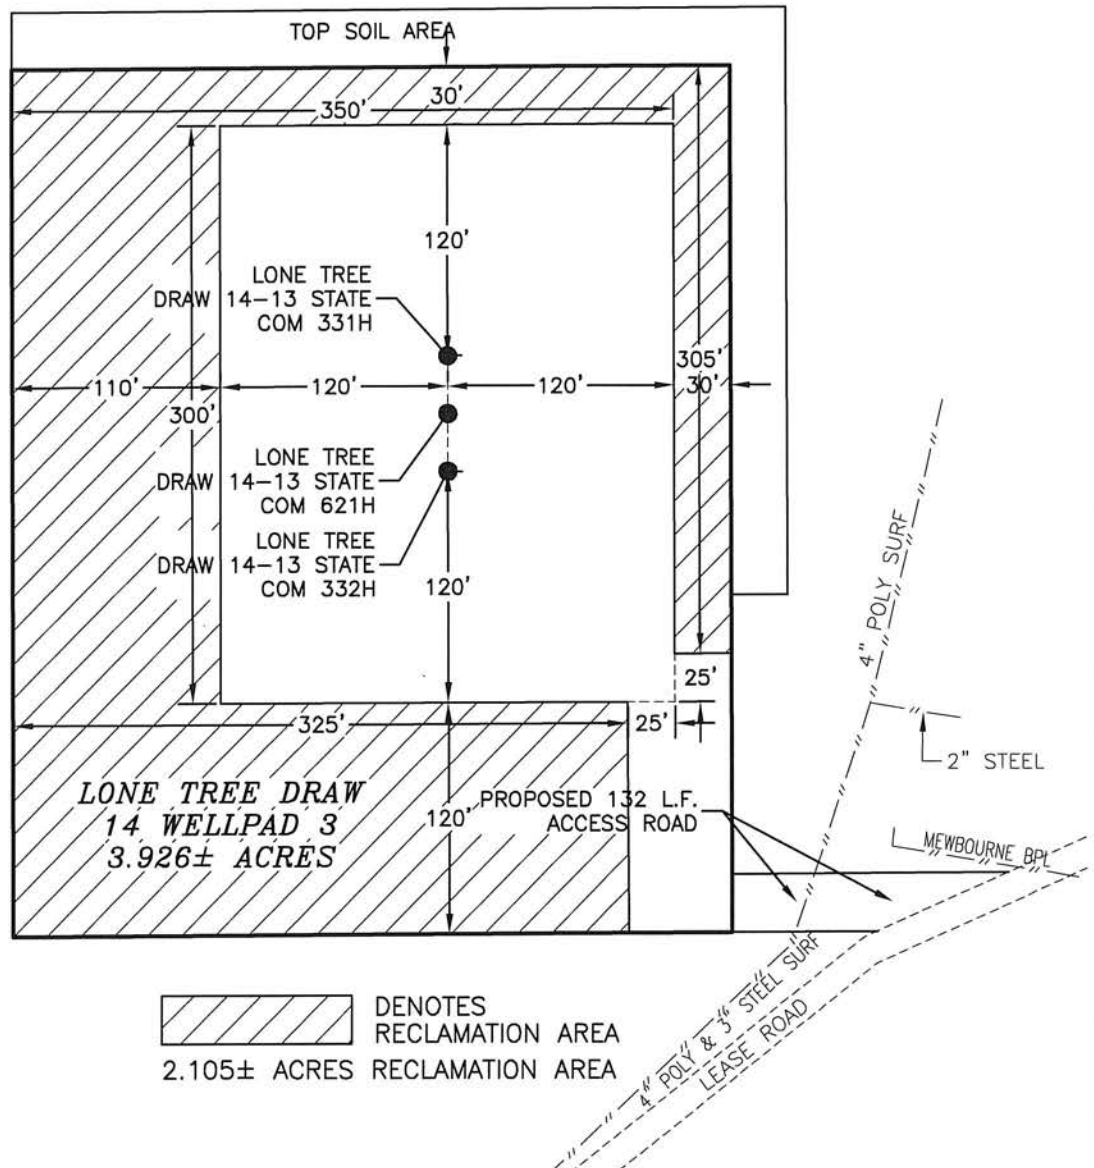 TOP SOIL AREA
30'
350'
120'
LONE TREE
DRAW 14-13 STATE
COM 331H
305'
110'
120'
120'
30'
300'
LONE TREE
DRAW 14-13 STATE
COM 621H
LONE TREE
DRAW 14-13 STATE
COM 332H
120'
4" POLY SURF
25'
325'
25'
2" STEEL
LONE TREE DRAW
14 WELLPAD 3
3.926± ACRES
120'
PROPOSED 132 L.F.
ACCESS ROAD
MEWBOURNE BPL
4" POLY & 3" STEEL SURF
LEASE ROAD
DENOTES
RECLAMATION AREA
2.105± ACRES RECLAMATION AREA